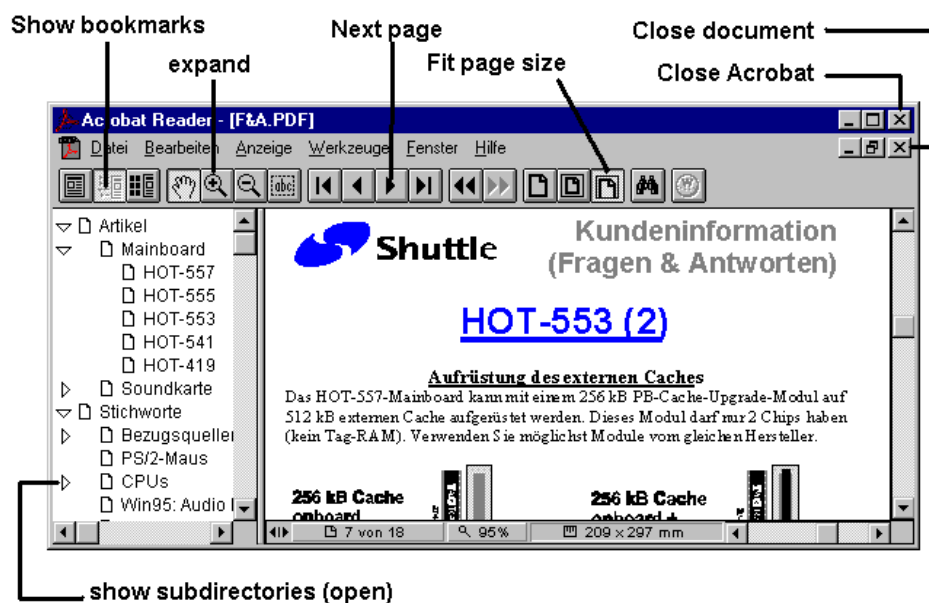 Show bookmarks
Next page
Close document
expand
Fit page size
Close Acrobat
Acrobat Reader - [F&A.PDF]
Datei Bearbeiten Anzeige Werkzeuge Fenster Hilfe
abc
Artikel
Mainboard
HOT-557
HOT-555
HOT-553
HOT-541
HOT-419
Soundkarte
Stichworte
Bezugsquellen
PS/2-Maus
CPUs
Win95: Audio
Shuttle
Kundeninformation
(Fragen & Antworten)
HOT-553 (2)
Aufrüstung des externen Caches
Das HOT-557-Mainboard kann mit einem 256 kB PB-Cache-Upgrade-Modul auf
512 kB externen Cache aufgerüstet werden. Dieses Modul darf nur 2 Chips haben
(kein Tag-RAM). Verwenden Sie möglichst Module vom gleichen Hersteller.
256 kB Cache
onboard
256 kB Cache
onboard +
7 von 18
95%
209 x 297 mm
show subdirectories (open)